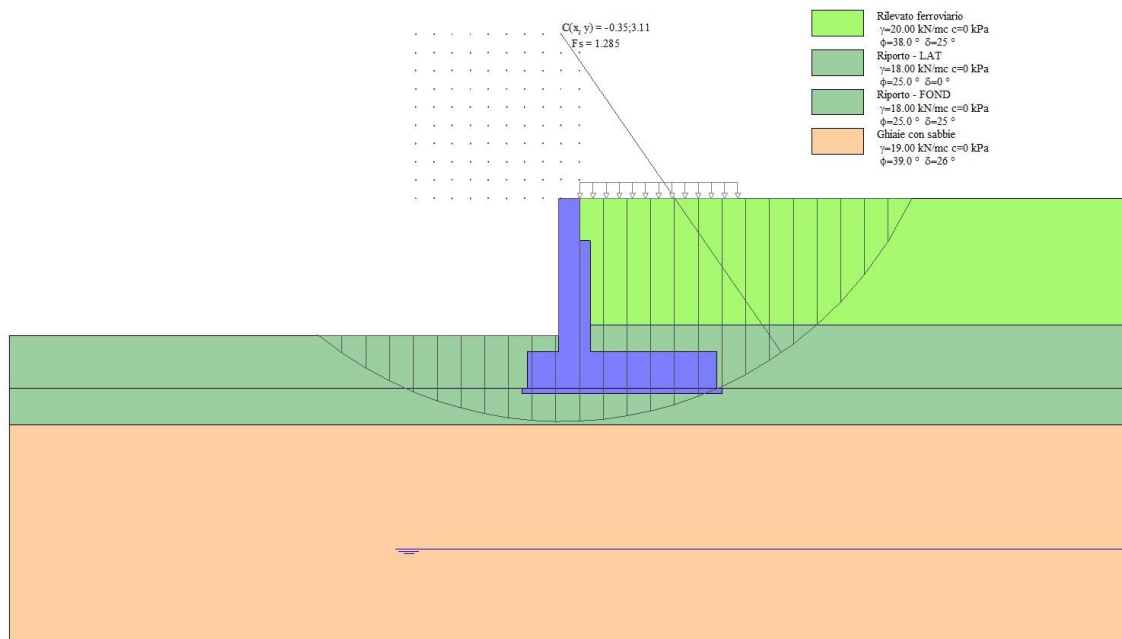 C(x, y) = -0.35;3.11
Fs = 1.285
Rilevato ferroviario
γ=20.00 kN/mc c=0 kPa
ϕ=38.0 ° δ=25 °
Riporto - LAT
γ=18.00 kN/mc c=0 kPa
ϕ=25.0 ° δ=0 °
Riporto - FOND
γ=18.00 kN/mc c=0 kPa
ϕ=25.0 ° δ=25 °
Ghiaie con sabbie
γ=19.00 kN/mc c=0 kPa
ϕ=39.0 ° δ=26 °